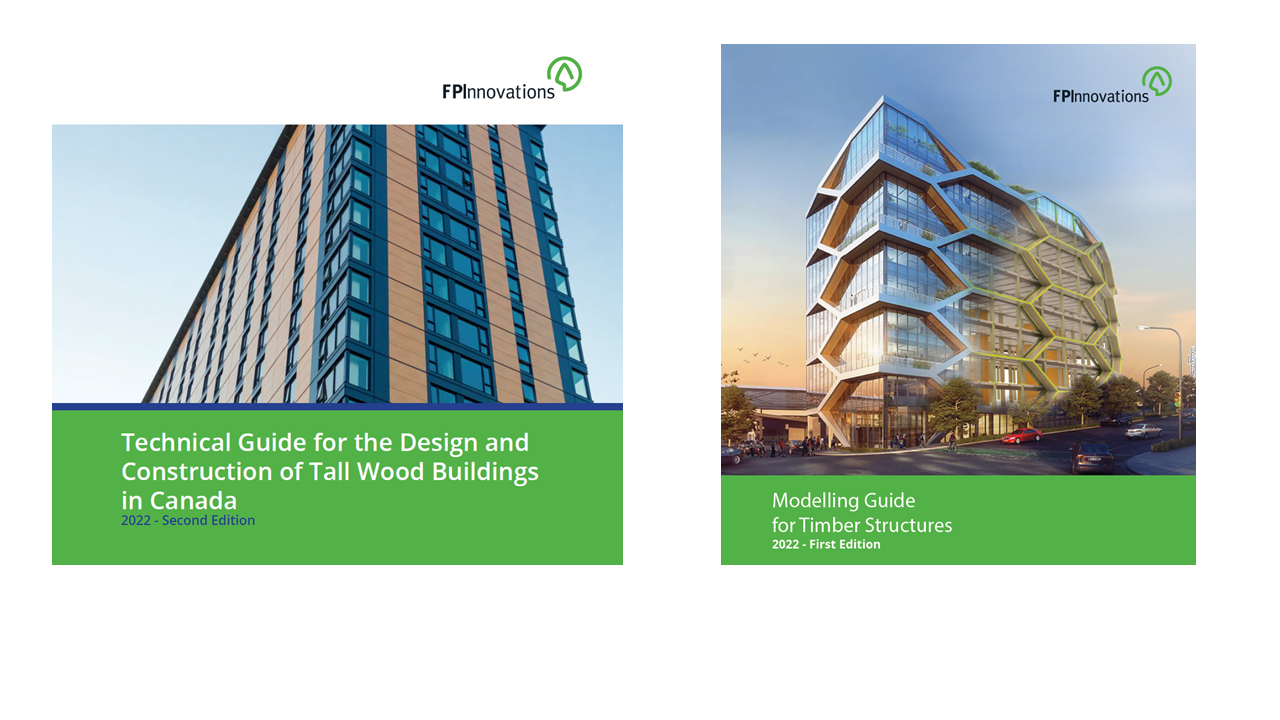 FPInnovations
Technical Guide for the Design and
Construction of Tall Wood Buildings
in Canada
2022 - Second Edition
FPInnovations
Modelling Guide
for Timber Structures
2022 - First Edition